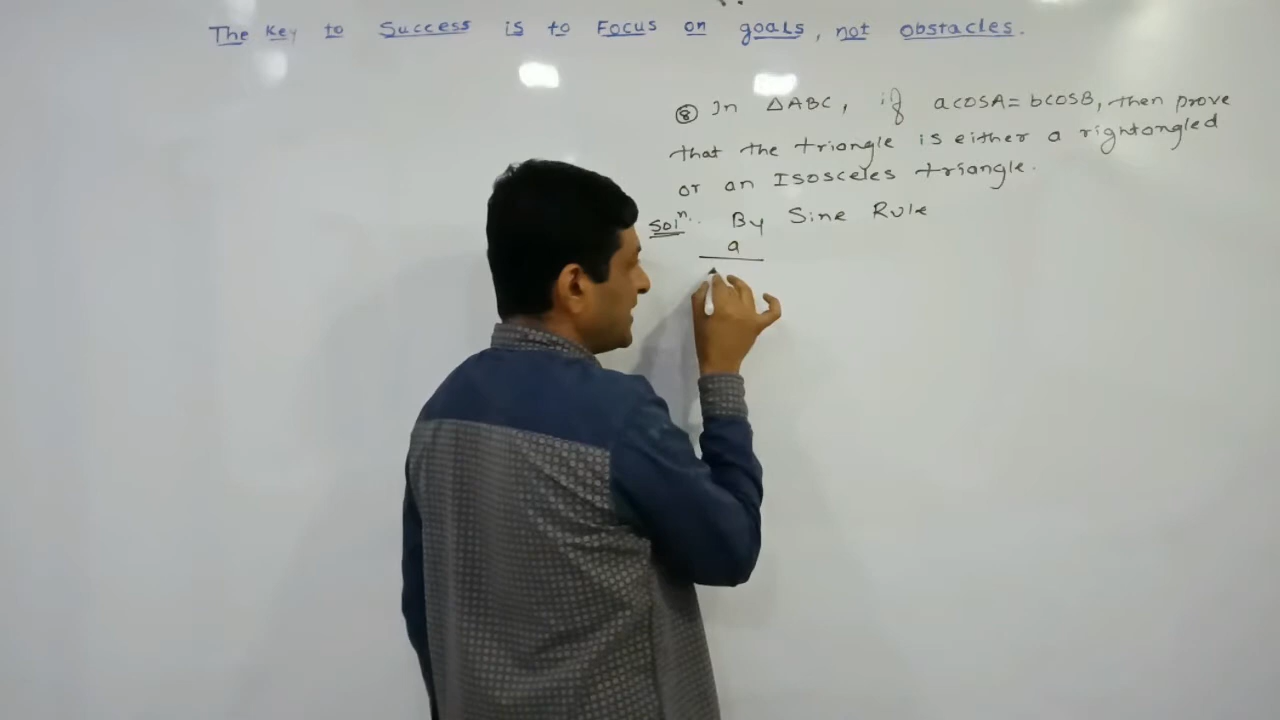 The Key to Success is to Focus on goals, not obstacles.
⑧ In △ABC, if acosA = bcosB, then prove
that the triangle is either a rightangled
or an Isosceles triangle.
Solⁿ. By Sine Rule
a